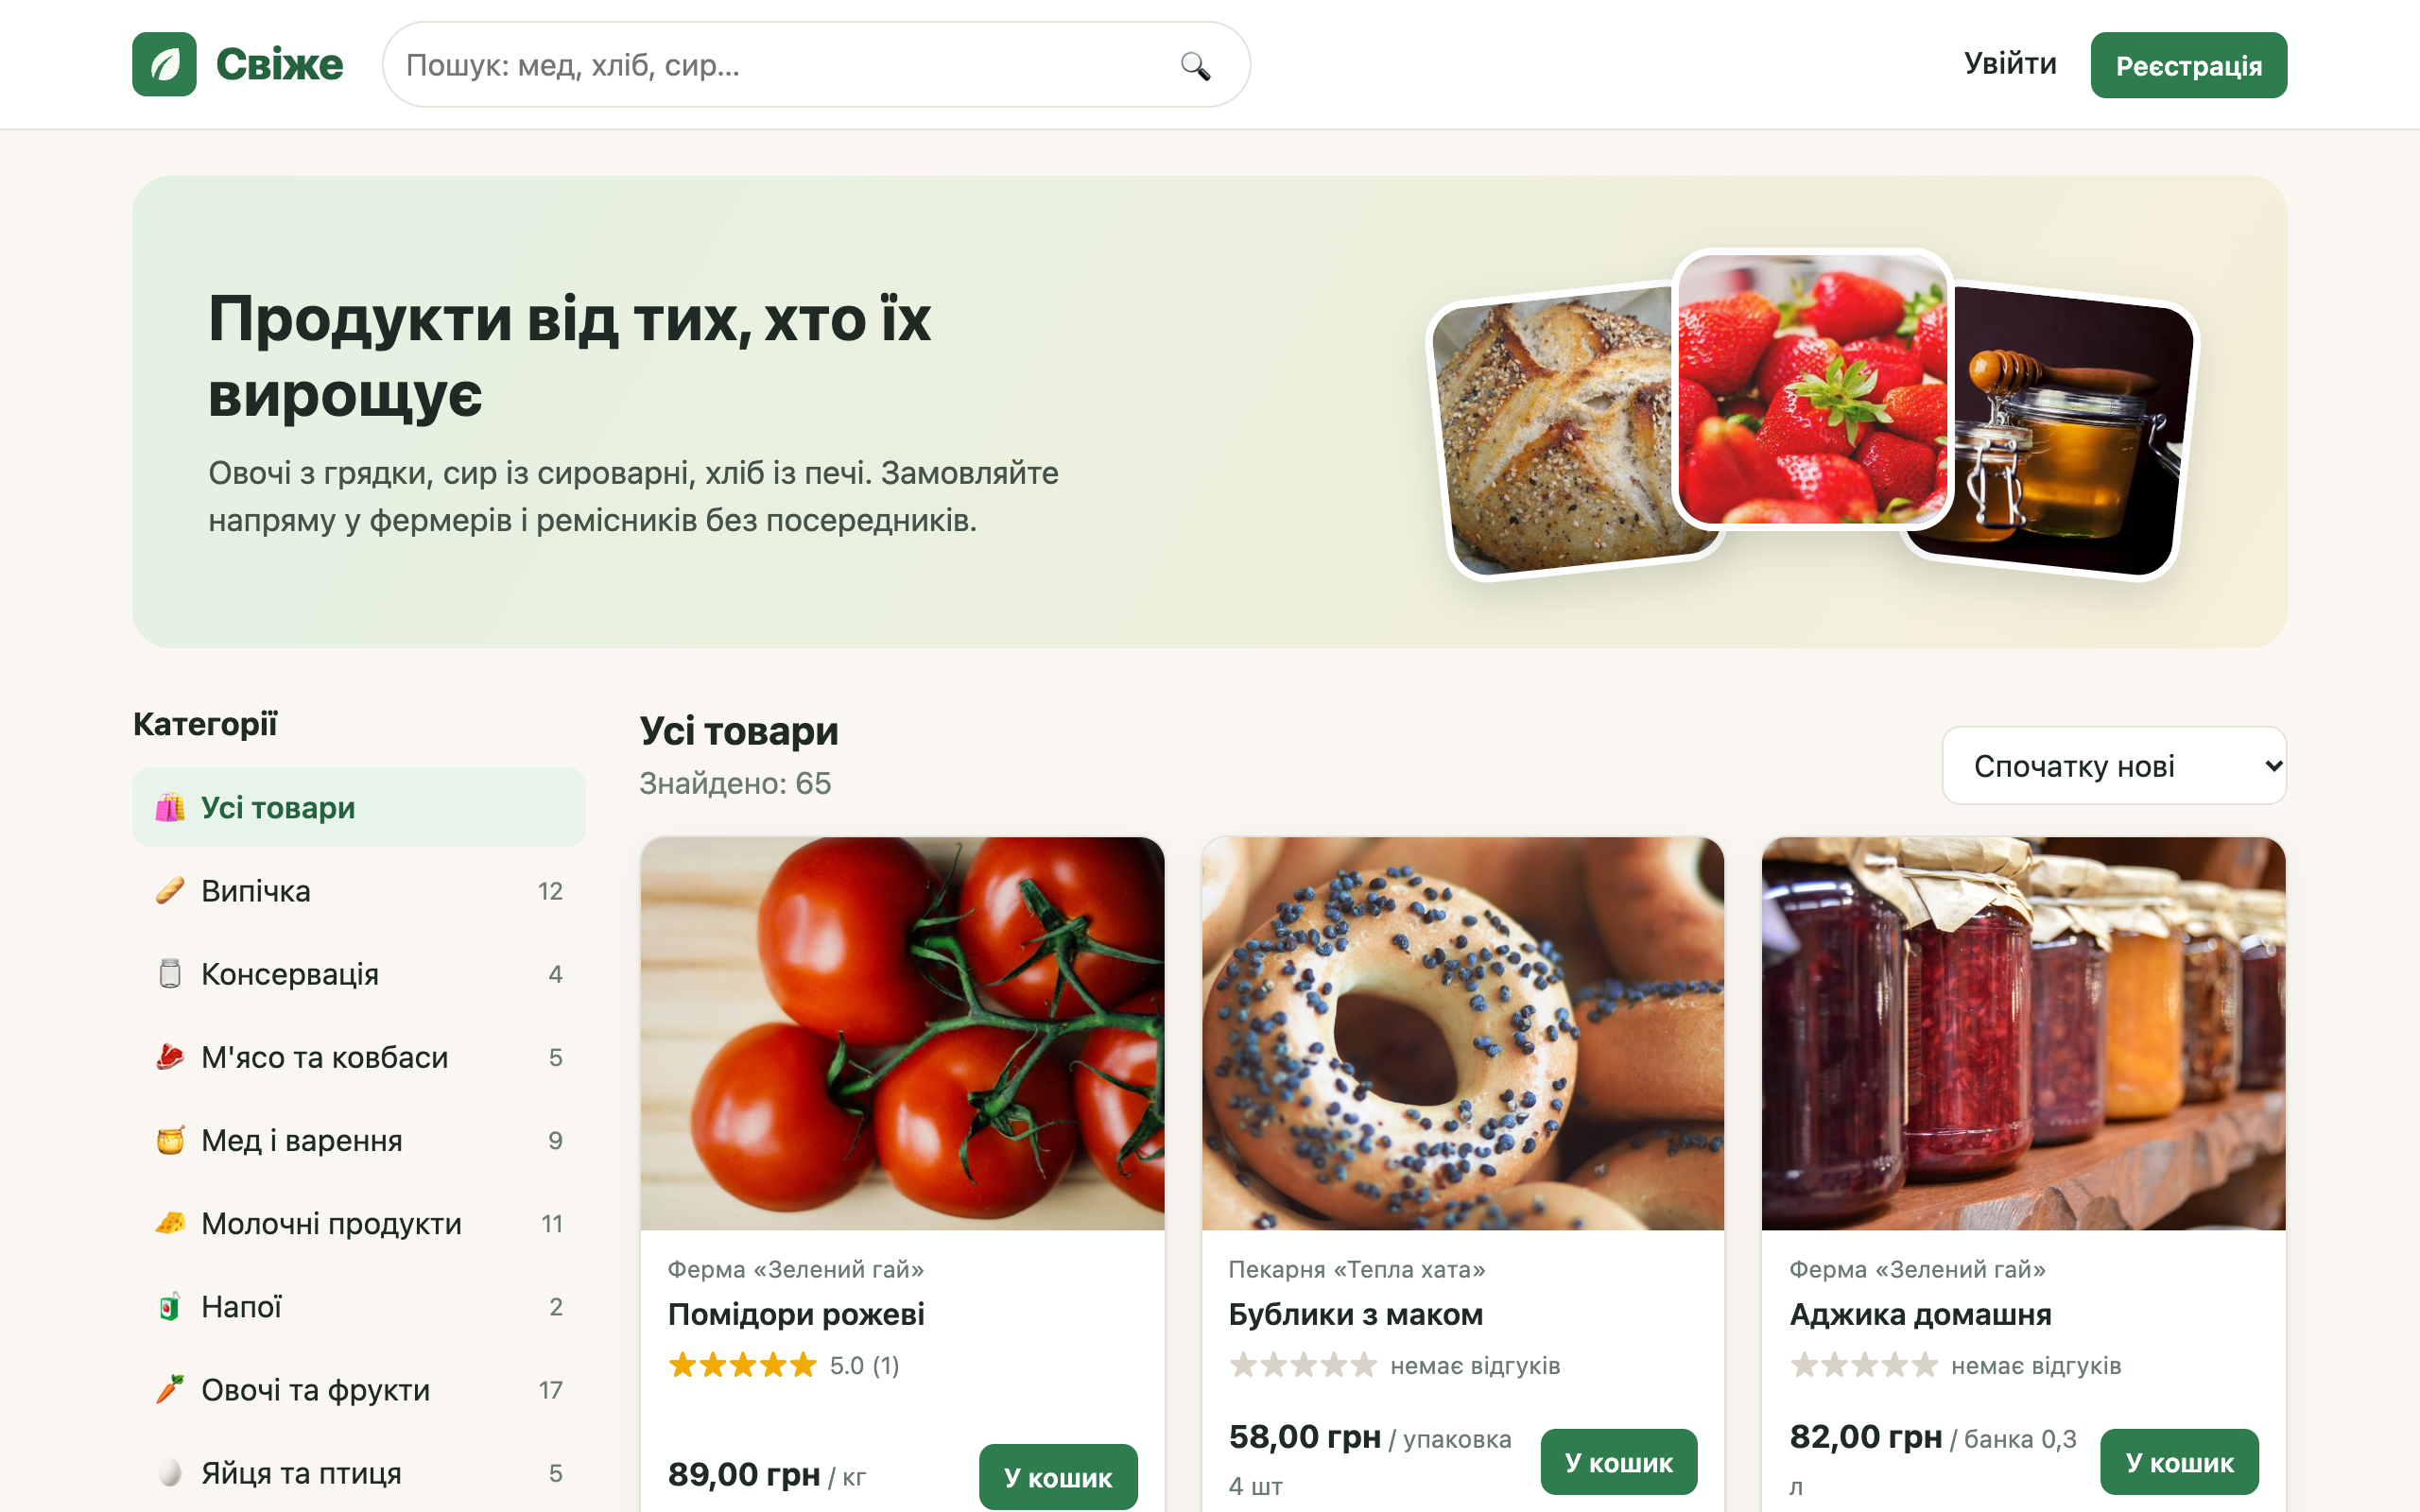 Свіже
Пошук: мед, хліб, сир...
Увійти
Реєстрація
Продукти від тих, хто їх
вирощує
Овочі з грядки, сир із сироварні, хліб із печі. Замовляйте
напряму у фермерів і ремісників без посередників.
Категорії
Усі товари
Випічка 12
Консервація 4
М'ясо та ковбаси 5
Мед і варення 9
Молочні продукти 11
Напої 2
Овочі та фрукти 17
Яйця та птиця 5
Усі товари
Знайдено: 65
Спочатку нові
Ферма «Зелений гай»
Помідори рожеві
5.0 (1)
89,00 грн / кг
У кошик
Пекарня «Тепла хата»
Бублики з маком
немає відгуків
58,00 грн / упаковка
4 шт
У кошик
Ферма «Зелений гай»
Аджика домашня
немає відгуків
82,00 грн / банка 0,3
л
У кошик